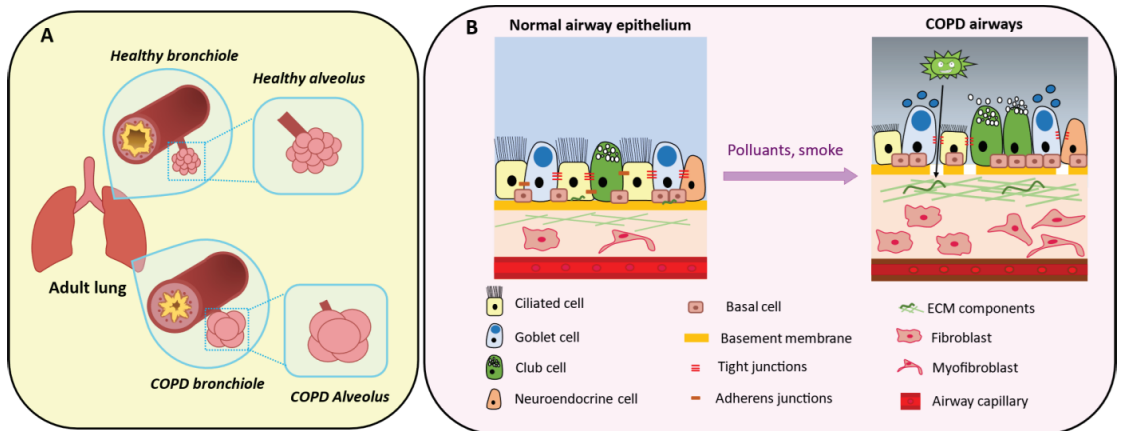 A
Healthy bronchiole
Healthy alveolus
Adult lung
COPD bronchiole
COPD Alveolus
B
Normal airway epithelium
COPD airways
Polluants, smoke
Ciliated cell
Goblet cell
Club cell
Neuroendocrine cell
Basal cell
Basement membrane
Tight junctions
Adherens junctions
ECM components
Fibroblast
Myofibroblast
Airway capillary